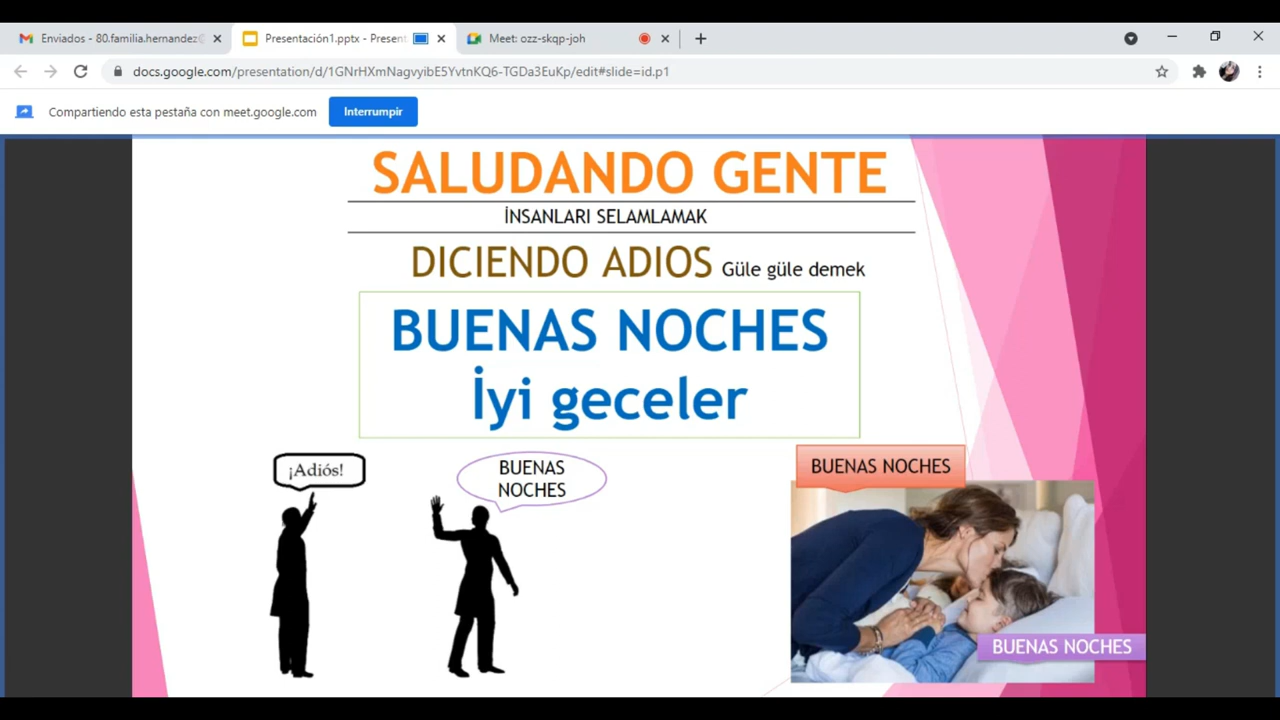 Enviados - 80.familia.hernandez@
Presentación1.pptx - Present
Meet: ozz-skqp-joh
docs.google.com/presentation/d/1GNrHXmNagvyibE5YvtnKQ6-TGDa3EuKp/edit#slide=id.p1
Compartiendo esta pestaña con meet.google.com
Interrumpir
SALUDANDO GENTE
İNSANLARI SELAMLAMAK
DICIENDO ADIOS Güle güle demek
BUENAS NOCHES
İyi geceler
¡Adiós!
BUENAS
NOCHES
BUENAS NOCHES
BUENAS NOCHES